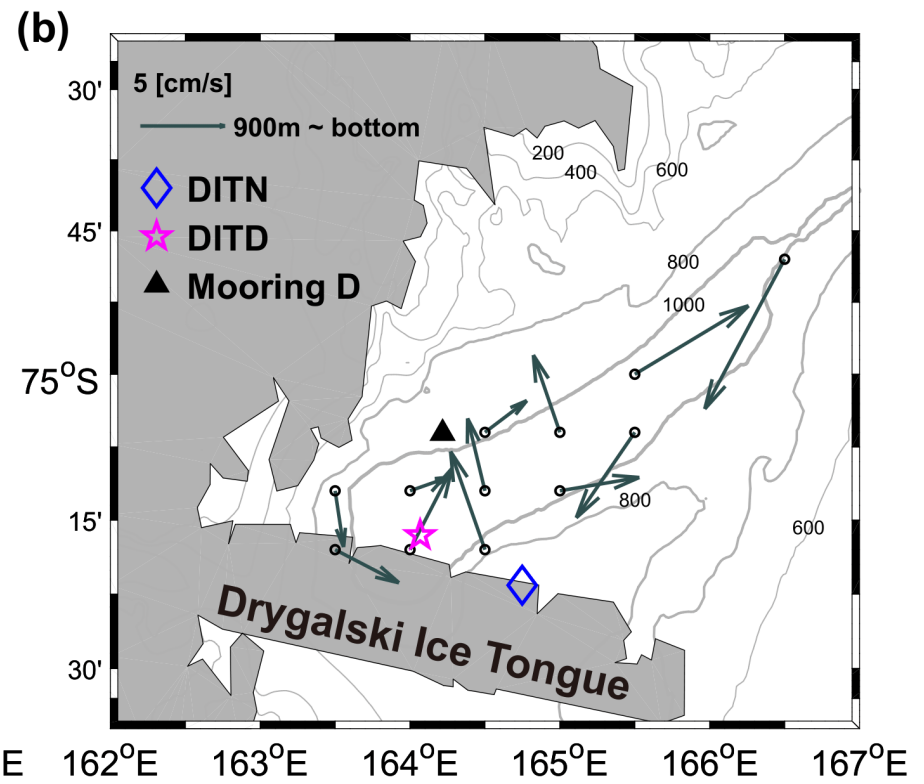 (b)
30'
5 [cm/s]
900m ~ bottom
200
400
600
DITN
45'
DITD
800
Mooring D
1000
75°S
800
15'
600
Drygalski Ice Tongue
30'
E 162°E 163°E 164°E 165°E 166°E 167°E